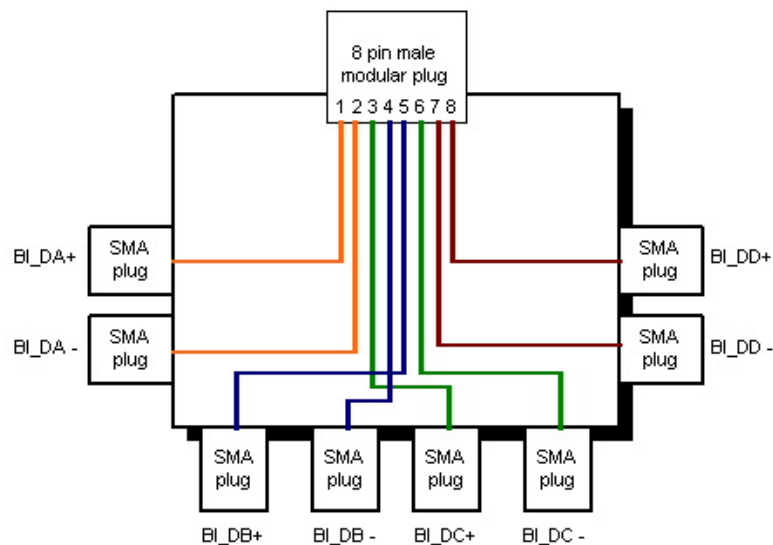 8 pin male
modular plug
1 2 3 4 5 6 7 8
BI_DA+
SMA
plug
SMA
plug
BI_DD+
BI_DA -
SMA
plug
SMA
plug
BI_DD -
SMA
plug
SMA
plug
SMA
plug
SMA
plug
BI_DB+
BI_DB -
BI_DC+
BI_DC -